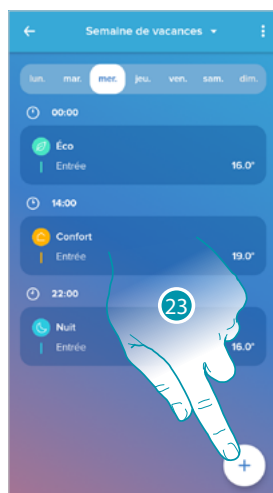 Semaine de vacances
lun. mar. mer. jeu. ven. sam. dim.
00:00
Éco
Entrée 16.0°
14:00
Confort
Entrée 19.0°
22:00
23
Nuit
Entrée 16.0°
+